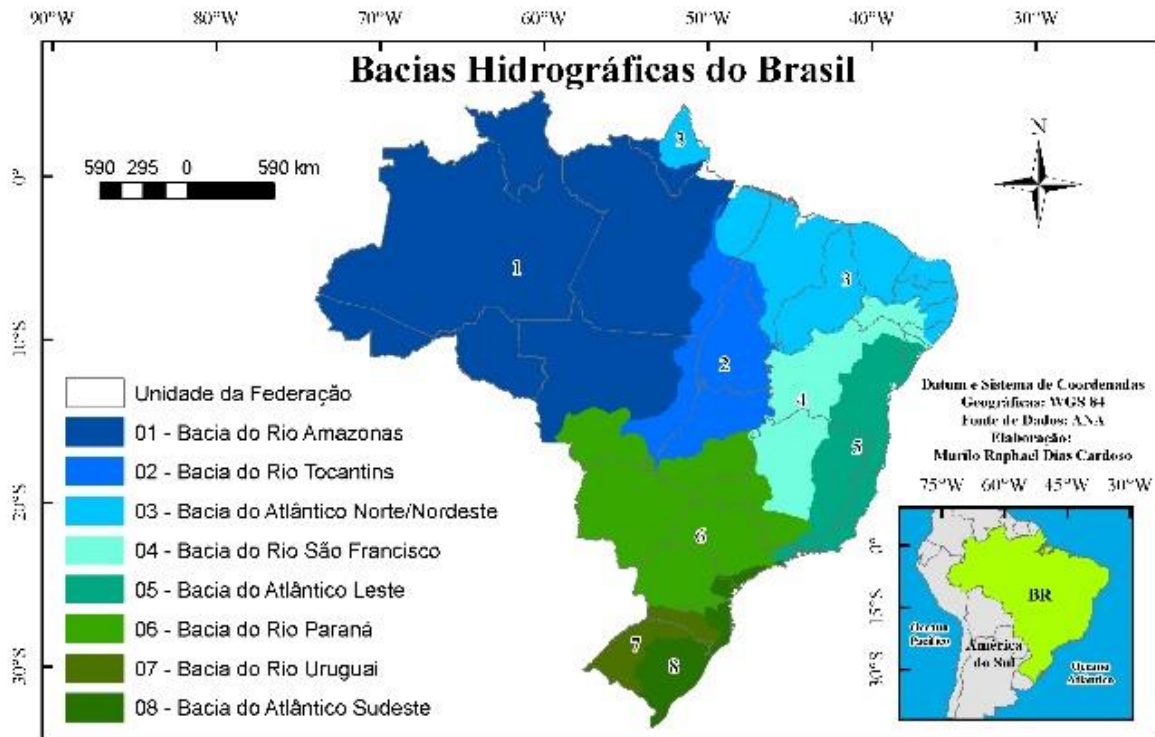 90°W 80°W 70°W 60°W 50°W 40°W 30°W
Bacias Hidrográficas do Brasil
N
590 295 0 590 km
0°
10°S
20°S
30°S
3
1
3
2
4
5
6
7
8
Unidade da Federação
01 - Bacia do Rio Amazonas
02 - Bacia do Rio Tocantins
03 - Bacia do Atlântico Norte/Nordeste
04 - Bacia do Rio São Francisco
05 - Bacia do Atlântico Leste
06 - Bacia do Rio Paraná
07 - Bacia do Rio Uruguai
08 - Bacia do Atlântico Sudeste
Datum e Sistema de Coordenadas
Geográficas: WGS 84
Fonte de Dados: ANA
Elaboração:
Murilo Raphael Dias Cardoso
75°W 60°W 45°W 30°W
0°
15°S
30°S
BR
Oceano
Pacífico
América
do Sul
Oceano
Atlântico